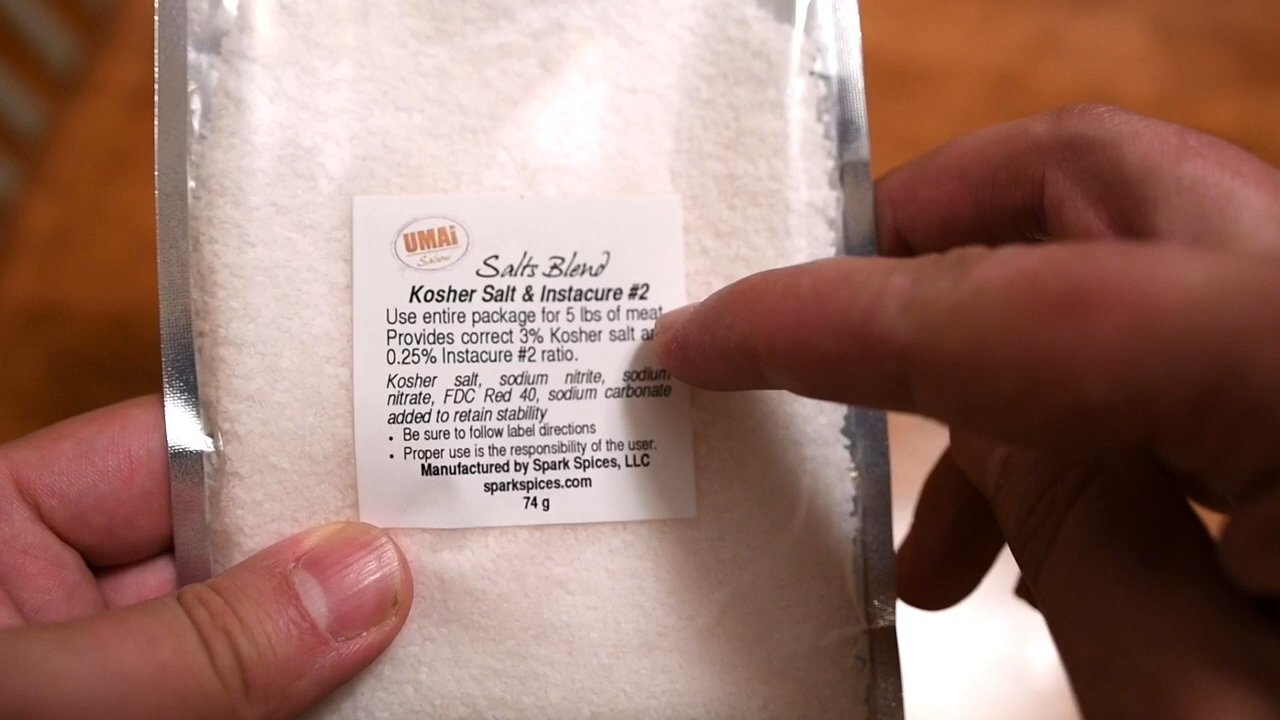 UMAi
Salts Blend
Kosher Salt & Instacure #2
Use entire package for 5 lbs of meat
Provides correct 3% Kosher salt
0.25% Instacure #2 ratio.
Kosher salt, sodium nitrite, sodium
nitrate, FDC Red 40, sodium carbonate
added to retain stability
• Be sure to follow label directions
• Proper use is the responsibility of the user.
Manufactured by Spark Spices, LLC
sparkspices.com
74 g